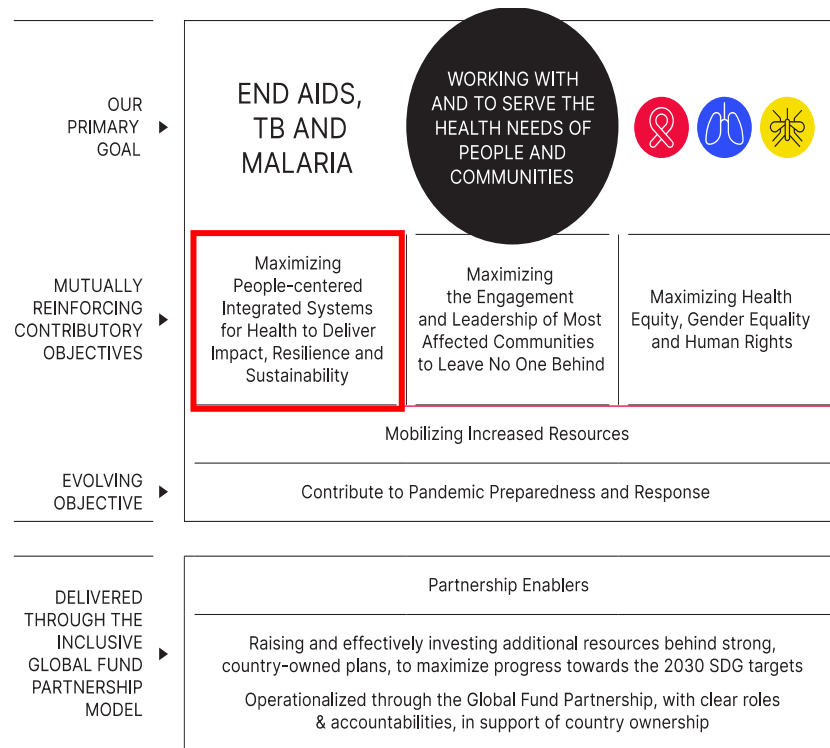 OUR
PRIMARY
GOAL
END AIDS,
TB AND
MALARIA
WORKING WITH
AND TO SERVE THE
HEALTH NEEDS OF
PEOPLE AND
COMMUNITIES
MUTUALLY
REINFORCING
CONTRIBUTORY
OBJECTIVES
Maximizing
People-centered
Integrated Systems
for Health to Deliver
Impact, Resilience and
Sustainability
Maximizing
the Engagement
and Leadership of Most
Affected Communities
to Leave No One Behind
Maximizing Health
Equity, Gender Equality
and Human Rights
Mobilizing Increased Resources
EVOLVING
OBJECTIVE
Contribute to Pandemic Preparedness and Response
DELIVERED
THROUGH THE
INCLUSIVE
GLOBAL FUND
PARTNERSHIP
MODEL
Partnership Enablers
Raising and effectively investing additional resources behind strong,
country-owned plans, to maximize progress towards the 2030 SDG targets
Operationalized through the Global Fund Partnership, with clear roles
& accountabilities, in support of country ownership